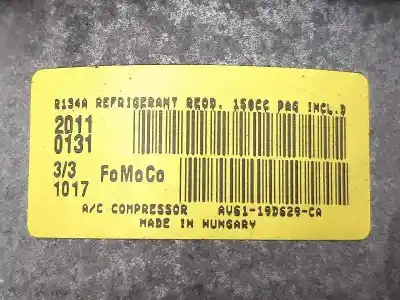 R134A REFRIGERANT REQD. 150CC PAG INCL.D
2011
0131
3/3 FoMoCo
1017
A/C COMPRESSOR AV61-19D629-CA
MADE IN HUNGARY